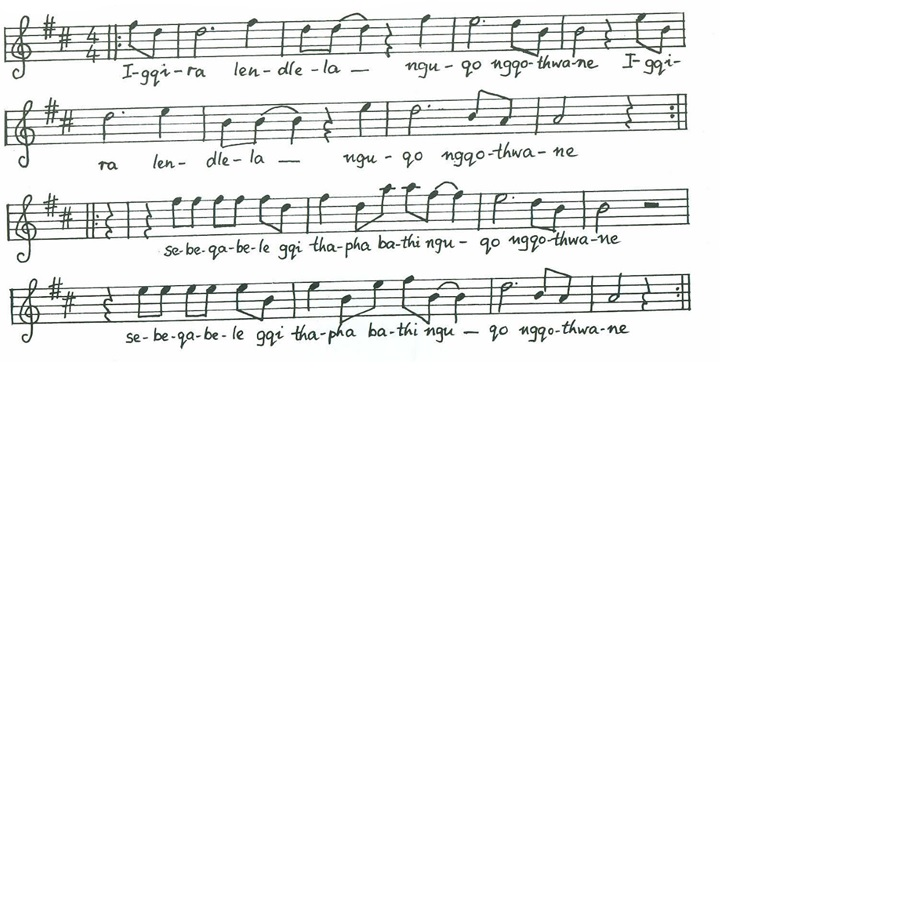 4
4
I-gqi-ra len-dle-la — ngu-qo ngqo-thwa-ne I-gqi-
ra len-dle-la — ngu-qo ngqo-thwa-ne
se-be-qa-be-le gqi tha-pha ba-thi ngu-qo ngqo-thwa-ne
se-be-qa-be-le gqi tha-pha ba-thi ngu — qo ngqo-thwa-ne